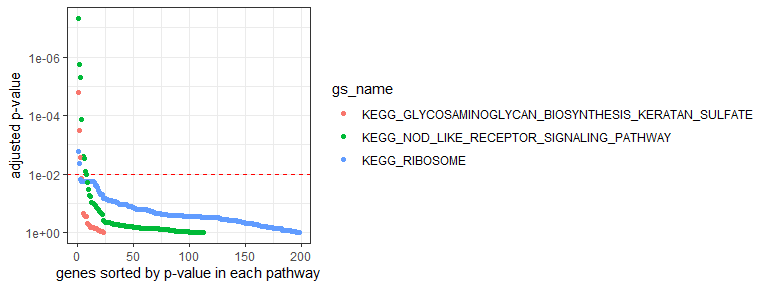 adjusted p-value
1e-06
1e-04
1e-02
1e+00
0
50
100
150
200
genes sorted by p-value in each pathway
gs_name
KEGG_GLYCOSAMINOGLYCAN_BIOSYNTHESIS_KERATAN_SULFATE
KEGG_NOD_LIKE_RECEPTOR_SIGNALING_PATHWAY
KEGG_RIBOSOME